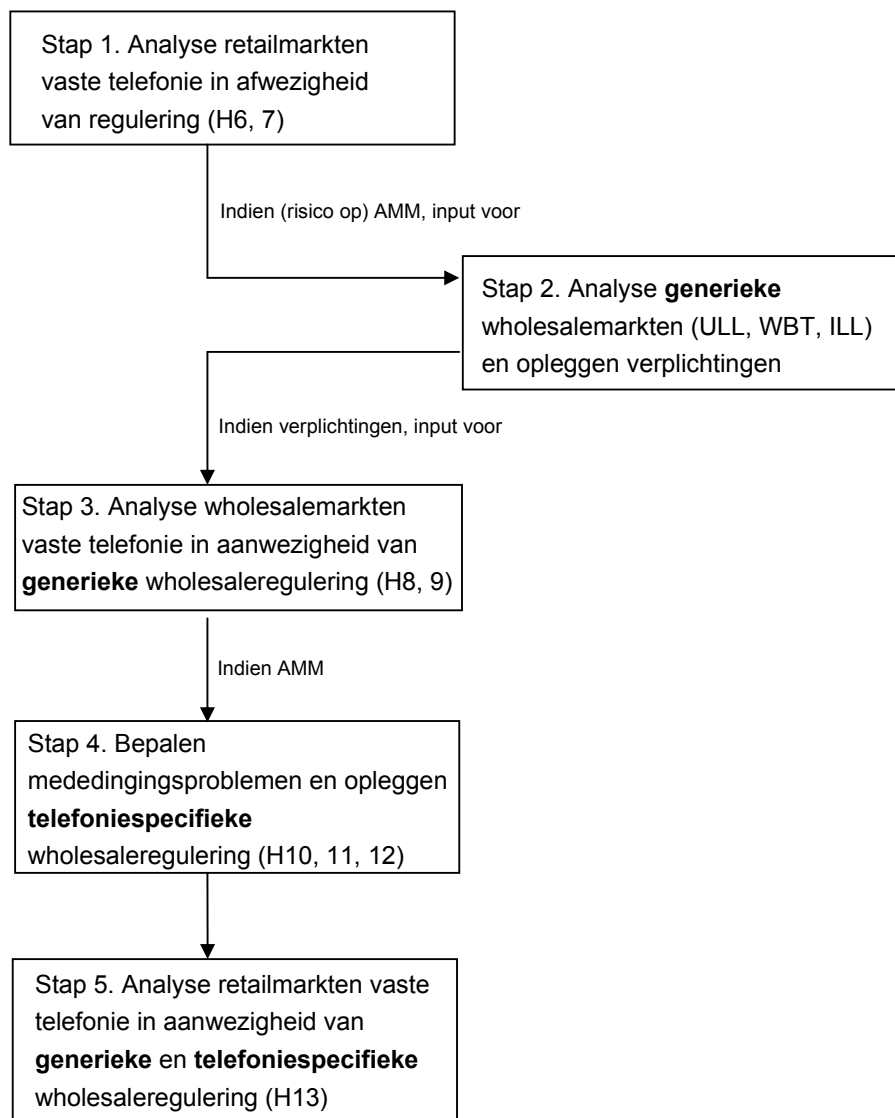 Stap 1. Analyse retailmarkten
vaste telefonie in afwezigheid
van regulering (H6, 7)
Indien (risico op) AMM, input voor
Stap 2. Analyse generieke
wholesalemarkten (ULL, WBT, ILL)
en opleggen verplichtingen
Indien verplichtingen, input voor
Stap 3. Analyse wholesalemarkten
vaste telefonie in aanwezigheid van
generieke wholesaleregulering (H8, 9)
Indien AMM
Stap 4. Bepalen
mededingingsproblemen en opleggen
telefoniespecifieke
wholesaleregulering (H10, 11, 12)
Stap 5. Analyse retailmarkten vaste
telefonie in aanwezigheid van
generieke en telefoniespecifieke
wholesaleregulering (H13)